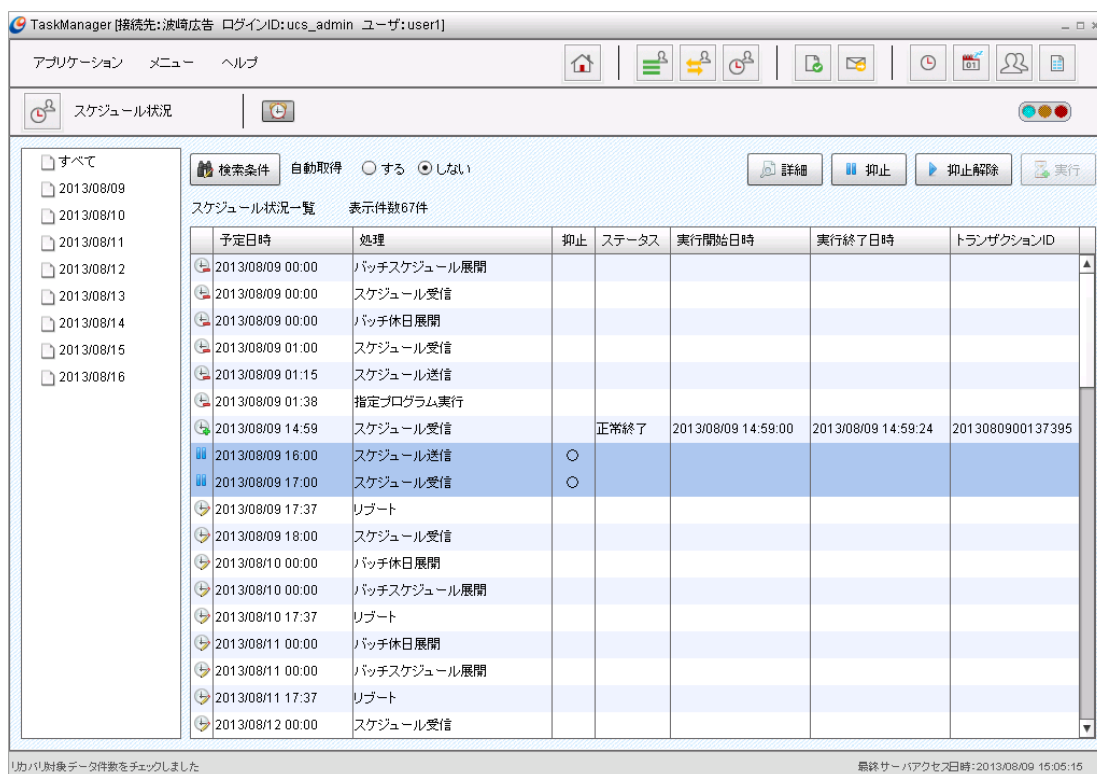 TaskManager [接続先:波崎広告 ログインID:ucs_admin ユーザ:user1]
アプリケーション メニュー ヘルプ
01
スケジュール状況
すべて
2013/08/09
2013/08/10
2013/08/11
2013/08/12
2013/08/13
2013/08/14
2013/08/15
2013/08/16
検索条件 自動取得 する しない 詳細 抑止 抑止解除 実行
スケジュール状況一覧 表示件数67件
予定日時 処理 抑止 ステータス 実行開始日時 実行終了日時 トランザクションID
2013/08/09 00:00 バッチスケジュール展開
2013/08/09 00:00 スケジュール受信
2013/08/09 00:00 バッチ休日展開
2013/08/09 01:00 スケジュール受信
2013/08/09 01:15 スケジュール送信
2013/08/09 01:38 指定プログラム実行
2013/08/09 14:59 スケジュール受信 正常終了 2013/08/09 14:59:00 2013/08/09 14:59:24 2013080900137395
2013/08/09 16:00 スケジュール送信 ○
2013/08/09 17:00 スケジュール受信 ○
2013/08/09 17:37 リブート
2013/08/09 18:00 スケジュール受信
2013/08/10 00:00 バッチ休日展開
2013/08/10 00:00 バッチスケジュール展開
2013/08/10 17:37 リブート
2013/08/11 00:00 バッチ休日展開
2013/08/11 00:00 バッチスケジュール展開
2013/08/11 17:37 リブート
2013/08/12 00:00 スケジュール受信
リカバリ対象データ件数をチェックしました 最終サーバアクセス日時:2013/08/09 15:05:15